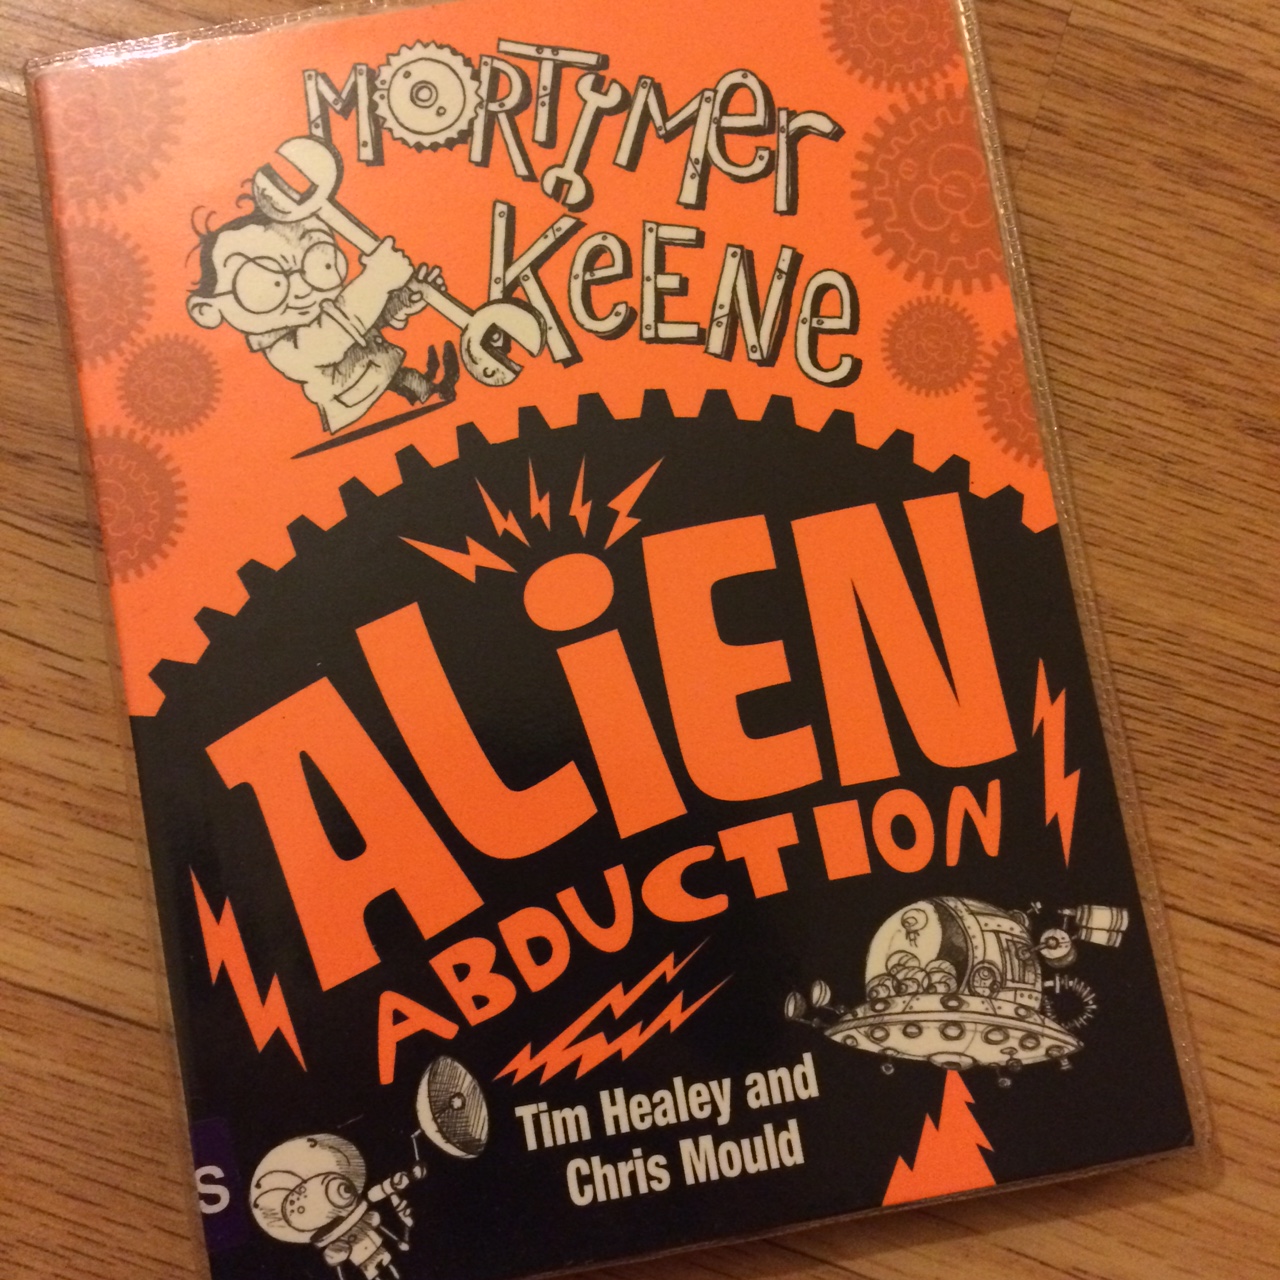 MORTiMer
KeENe
ALiEN
ABDUCTION
Tim Healey and
Chris Mould
S